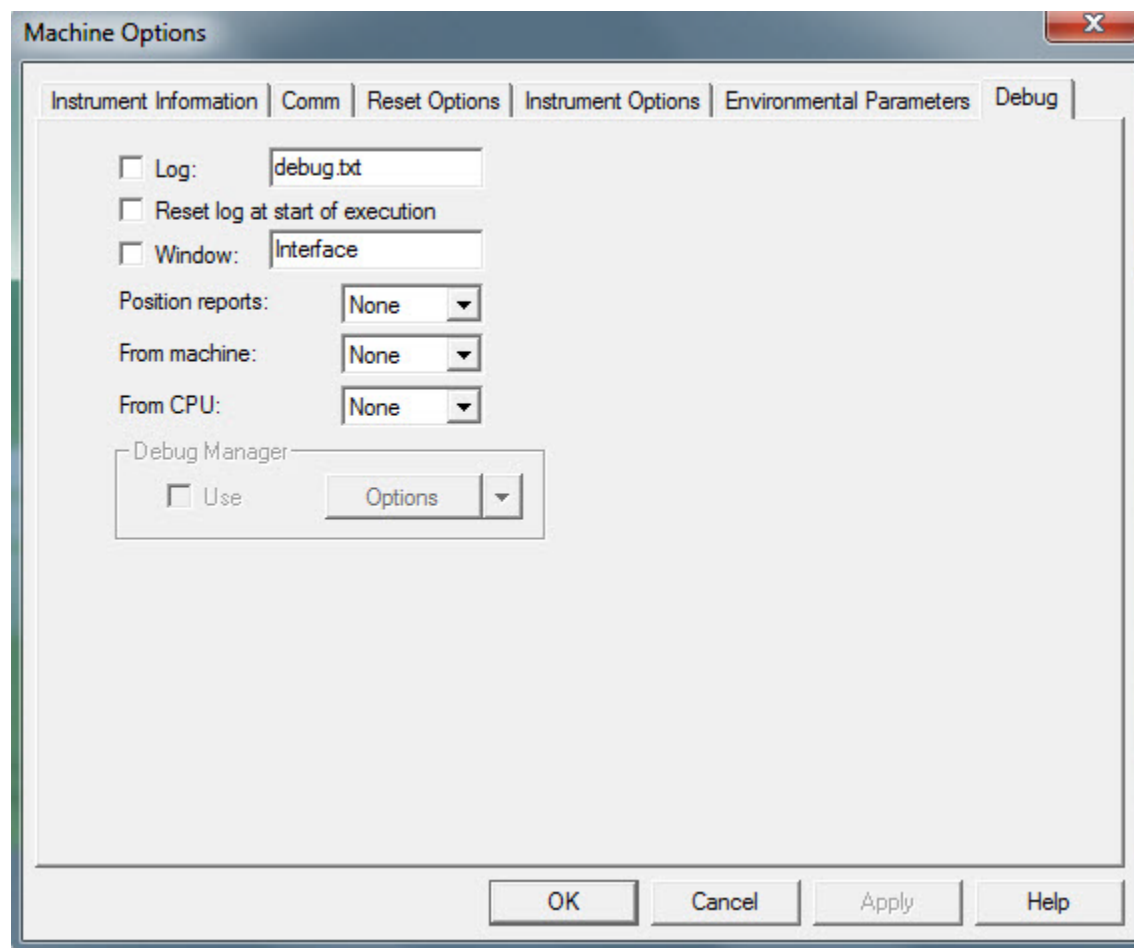 Machine Options
x
Instrument Information Comm Reset Options Instrument Options Environmental Parameters Debug
Log: debug.txt
Reset log at start of execution
Window: Interface
Position reports: None
From machine: None
From CPU: None
Debug Manager
Use Options
OK Cancel Apply Help